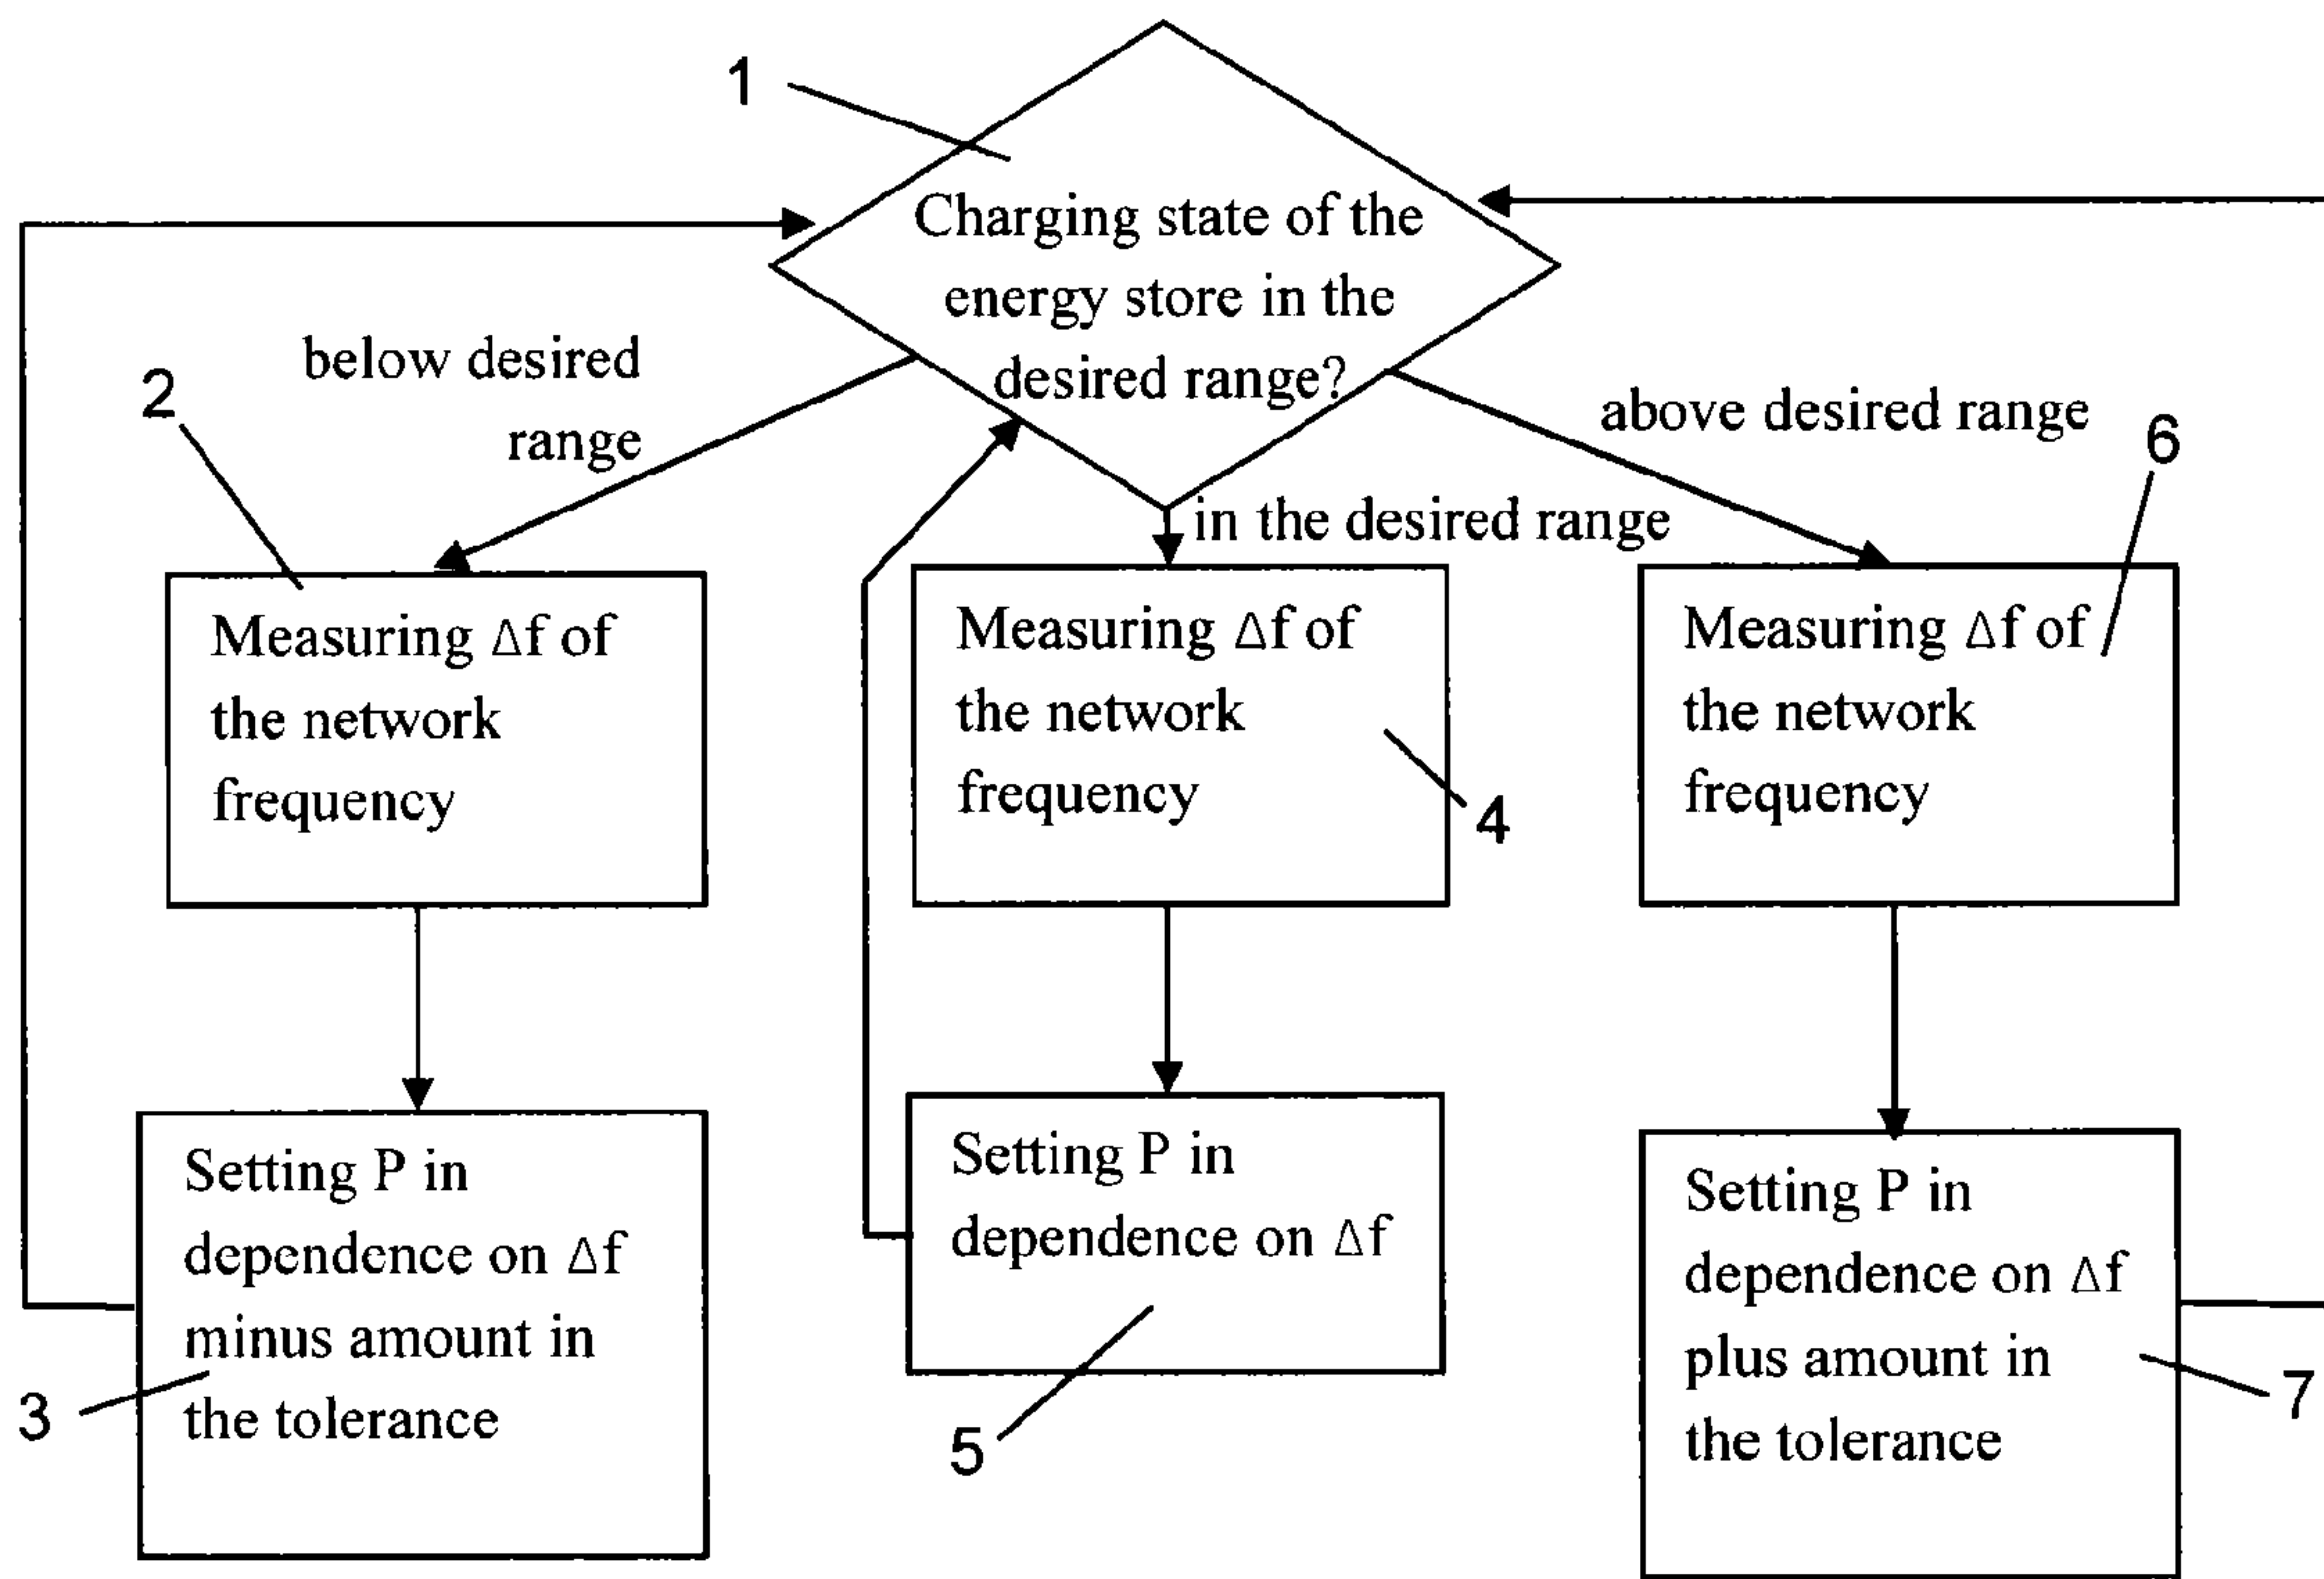 1
Charging state of the
energy store in the
desired range?
below desired
range
2
in the desired range
above desired range
6
Measuring Δf of
the network
frequency
Measuring Δf of
the network
frequency
4
Measuring Δf of
the network
frequency
Setting P in
dependence on Δf
minus amount in
the tolerance
3
Setting P in
dependence on Δf
5
Setting P in
dependence on Δf
plus amount in
the tolerance
7